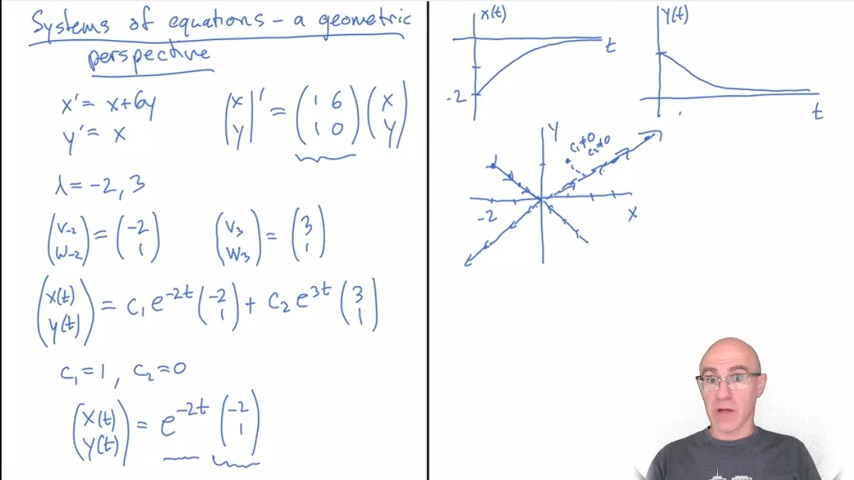 Systems of equations - a geometric
perspective
x' = x+6y
y' = x
(x y)' = (1 6 1 0) (x y)
λ = -2, 3
(v₋₂ w₋₂) = (-2 1)
(v₃ w₃) = (3 1)
(x(t) y(t)) = c₁ e^-2t (-2 1) + c₂ e^3t (3 1)
c₁=1, c₂=0
(x(t) y(t)) = e^-2t (-2 1)
x(t)
t
-2
y(t)
t
y
c₁≠0
c₂≠0
-2
x